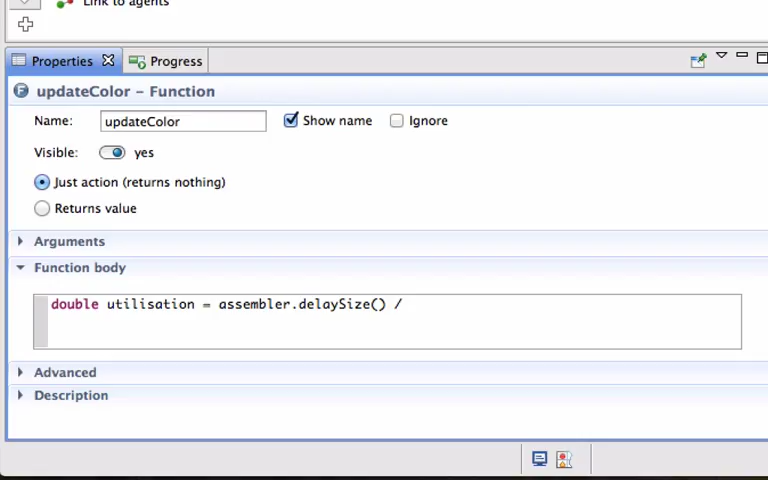 Link to agents
Properties
Progress
updateColor - Function
Name: updateColor Show name Ignore
Visible: yes
Just action (returns nothing)
Returns value
Arguments
Function body
double utilisation = assembler.delaySize() /
Advanced
Description